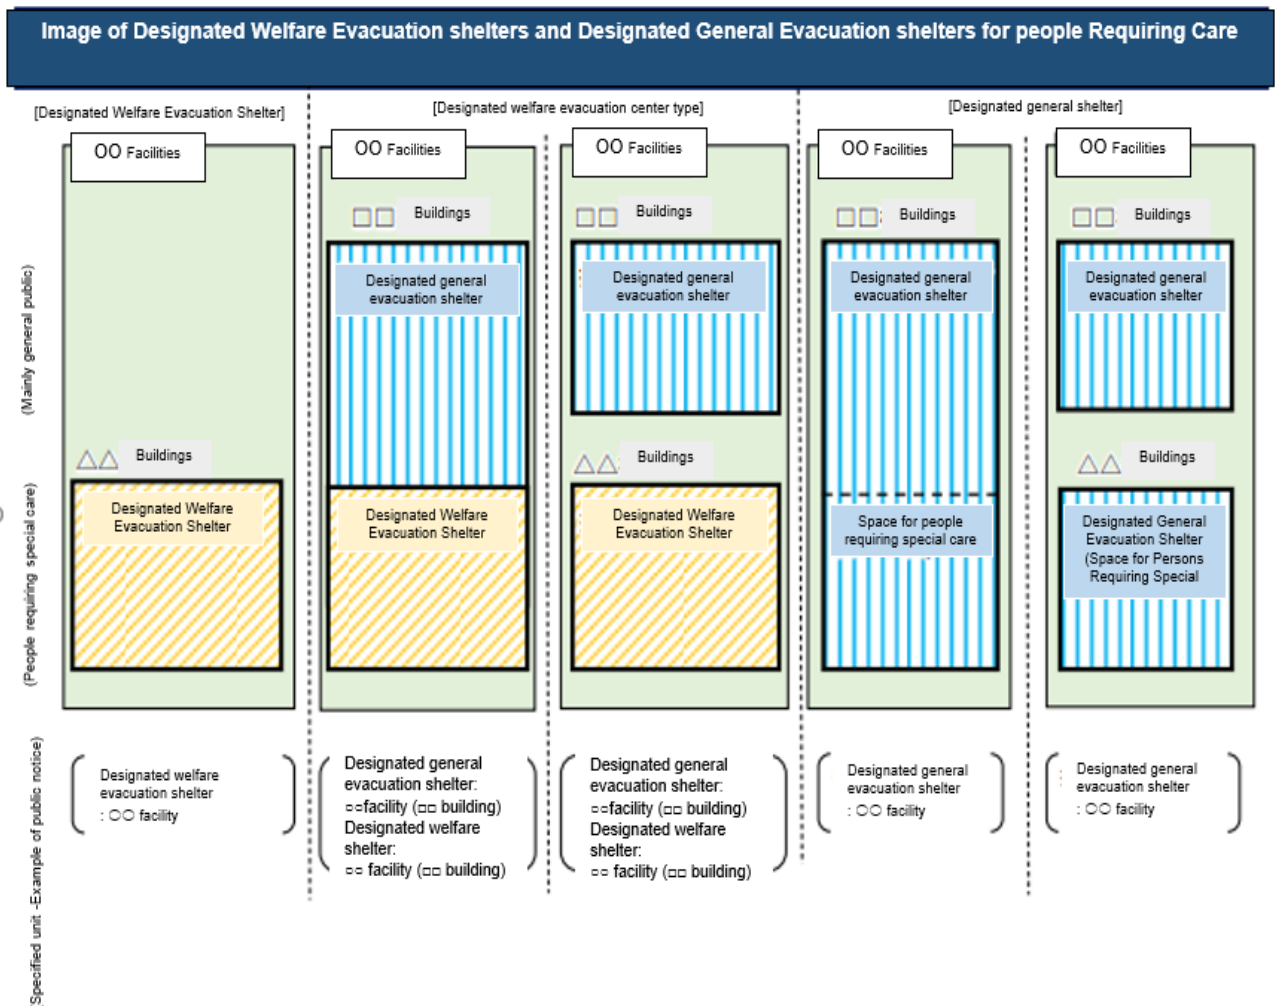 Image of Designated Welfare Evacuation shelters and Designated General Evacuation shelters for people Requiring Care
[Designated Welfare Evacuation Shelter]
[Designated welfare evacuation center type]
[Designated general shelter]
(Mainly general public)
(People requiring special care)
(Specified unit -Example of public notice)
OO Facilities
△△ Buildings
Designated Welfare
Evacuation Shelter
Designated welfare
evacuation shelter
: OO facility
OO Facilities
□□ Buildings
Designated general
evacuation shelter
Designated Welfare
Evacuation Shelter
Designated general
evacuation shelter:
▫▫facility (▫▫ building)
Designated welfare
shelter:
▫▫ facility (▫▫ building)
OO Facilities
□□ Buildings
Designated general
evacuation shelter
△△ Buildings
Designated Welfare
Evacuation Shelter
Designated general
evacuation shelter:
▫▫facility (▫▫ building)
Designated welfare
shelter:
▫▫ facility (▫▫ building)
OO Facilities
□□ Buildings
Designated general
evacuation shelter
Space for people
requiring special care
Designated general
evacuation shelter
: OO facility
OO Facilities
□□ Buildings
Designated general
evacuation shelter
△△ Buildings
Designated General
Evacuation Shelter
(Space for Persons
Requiring Special
Designated general
evacuation shelter
: OO facility